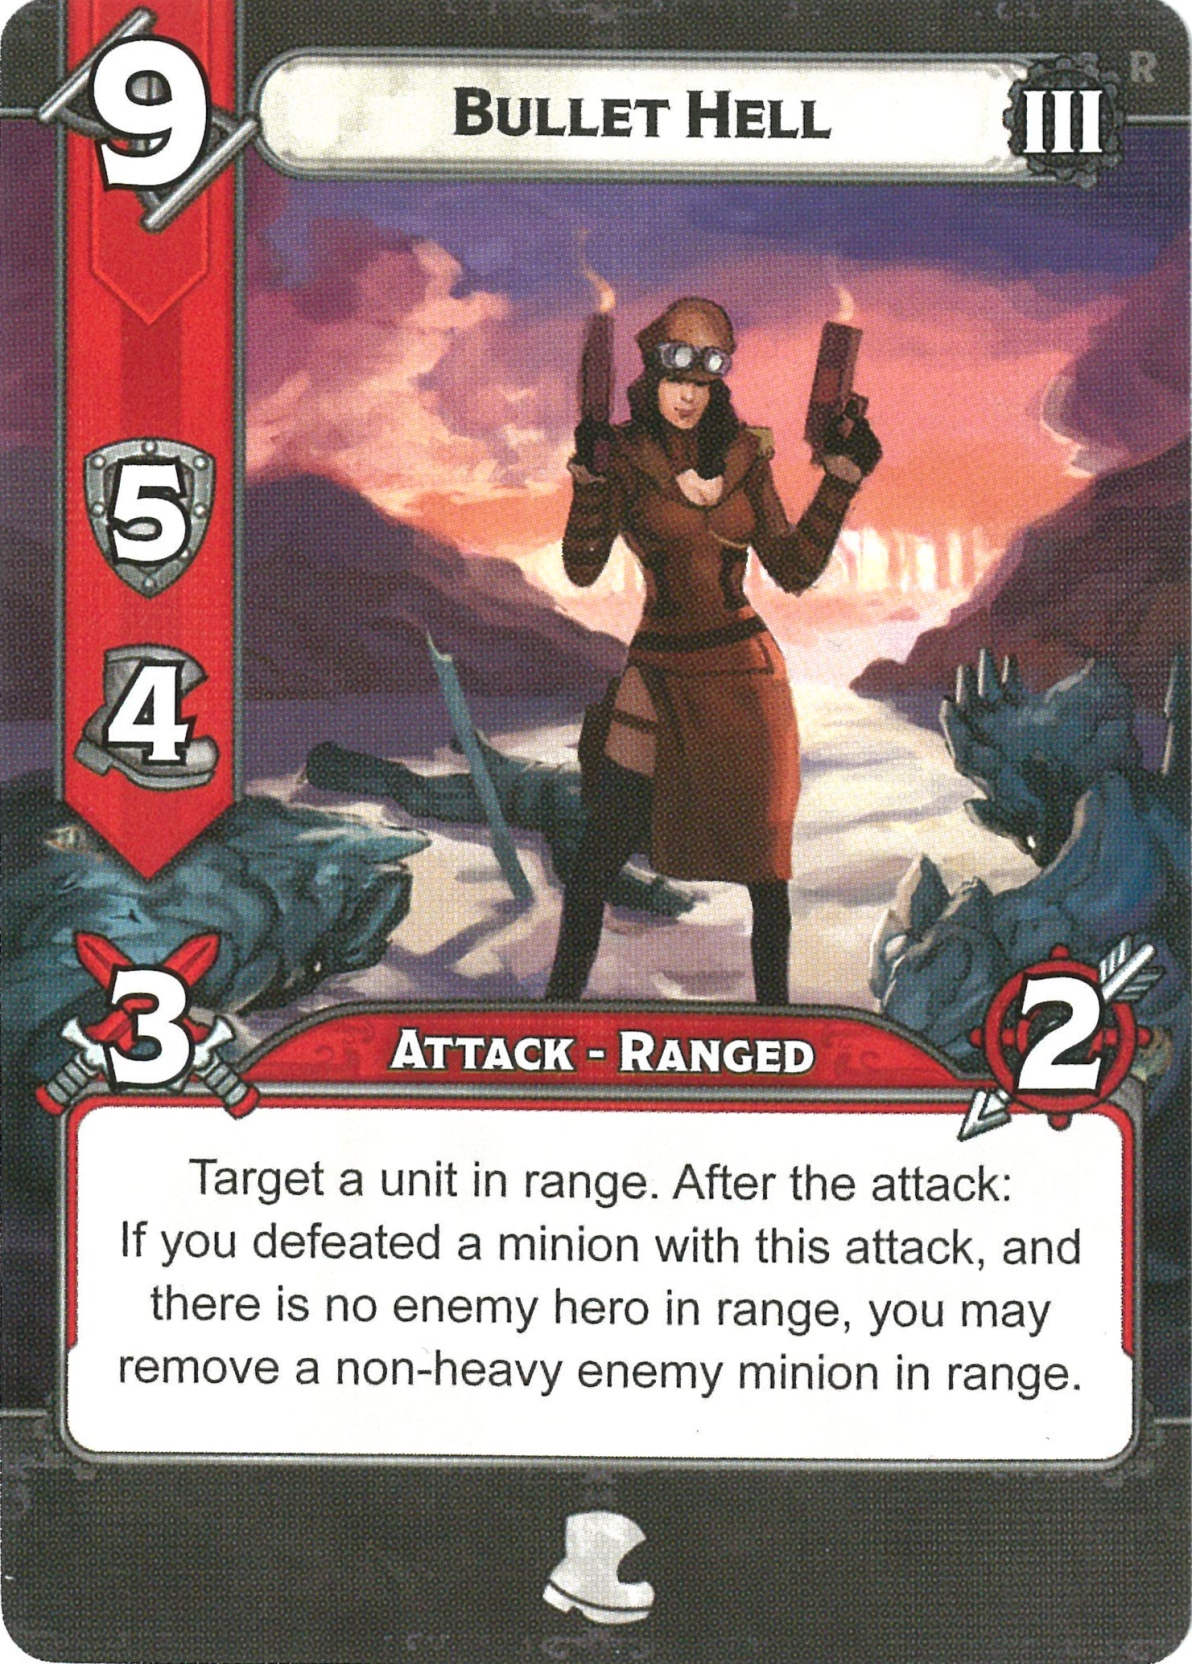 9
BULLET HELL
III
R
5
4
3
ATTACK - RANGED
2
Target a unit in range. After the attack:
If you defeated a minion with this attack, and
there is no enemy hero in range, you may
remove a non-heavy enemy minion in range.